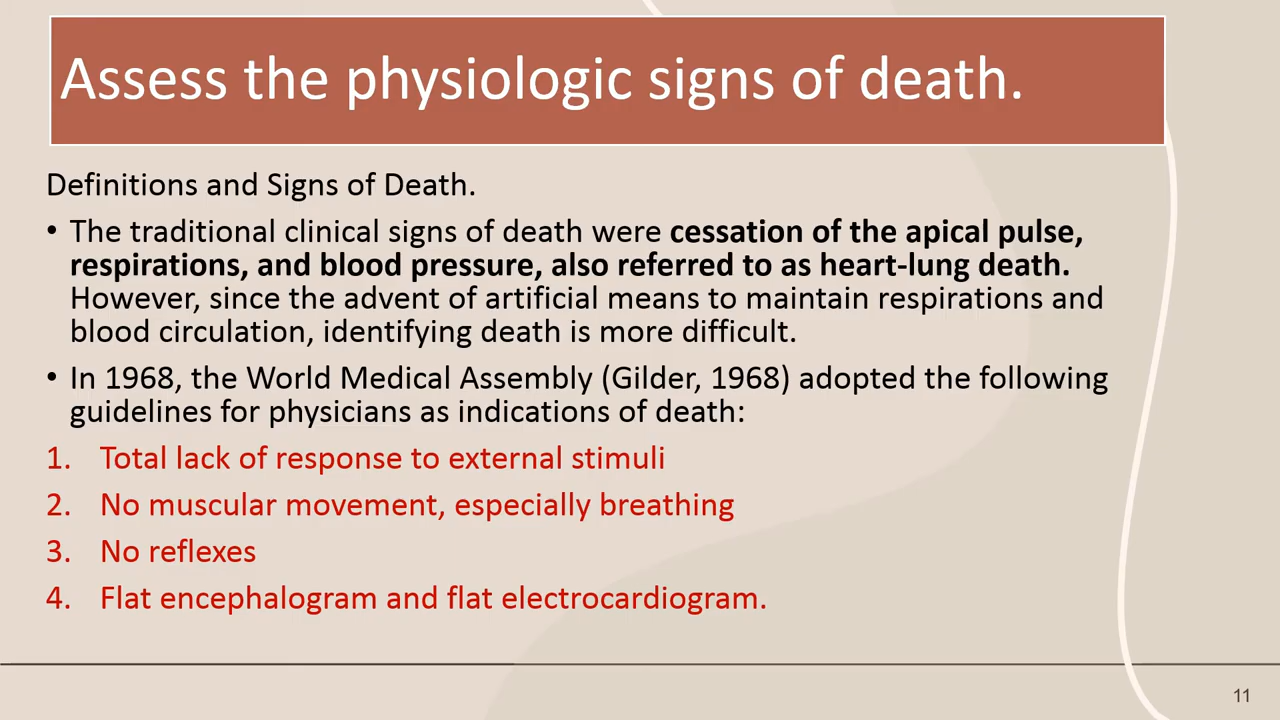 Assess the physiologic signs of death.
Definitions and Signs of Death.
• The traditional clinical signs of death were cessation of the apical pulse,
respirations, and blood pressure, also referred to as heart-lung death.
However, since the advent of artificial means to maintain respirations and
blood circulation, identifying death is more difficult.
• In 1968, the World Medical Assembly (Gilder, 1968) adopted the following
guidelines for physicians as indications of death:
1. Total lack of response to external stimuli
2. No muscular movement, especially breathing
3. No reflexes
4. Flat encephalogram and flat electrocardiogram.
11